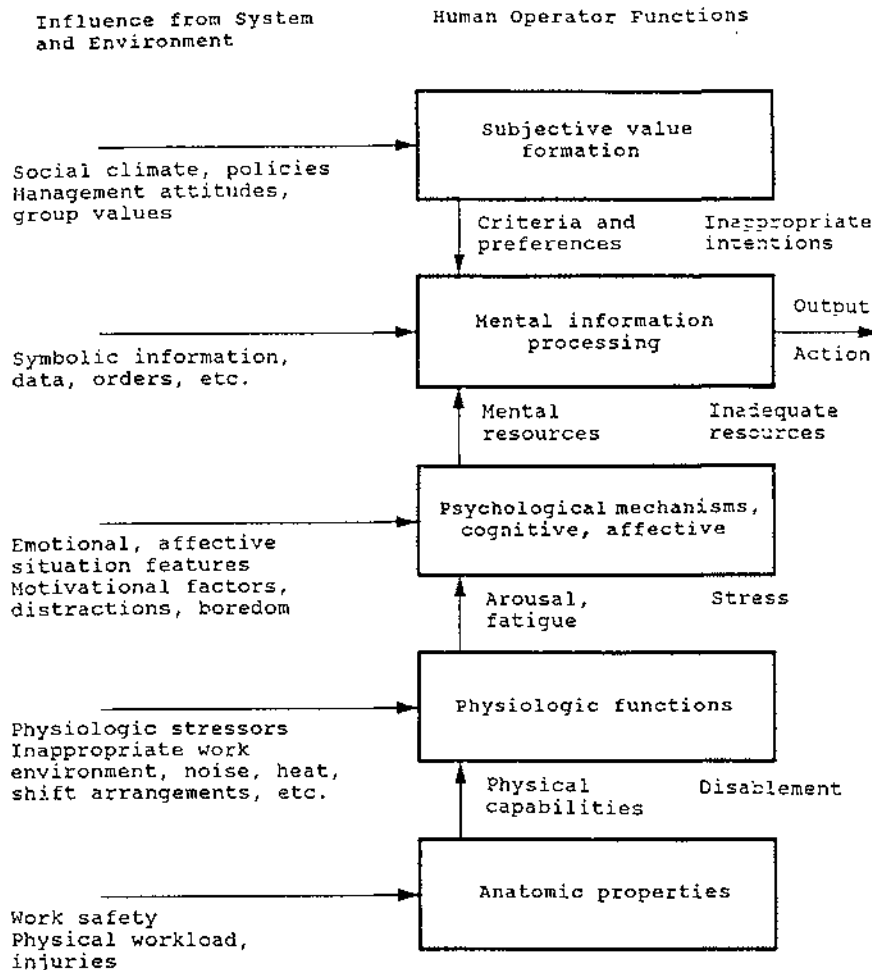 Influence from System
and Environment
Human Operator Functions
Subjective value
formation
Social climate, policies
Management attitudes,
group values
Criteria and
preferences
Inappropriate
intentions
Mental information
processing
Output
Action
Symbolic information,
data, orders, etc.
Mental
resources
Inadequate
resources
Psychological mechanisms,
cognitive, affective
Emotional, affective
situation features
Motivational factors,
distractions, boredom
Arousal,
fatigue
Stress
Physiologic functions
Physiologic stressors
Inappropriate work
environment, noise, heat,
shift arrangements, etc.
Physical
capabilities
Disablement
Anatomic properties
Work safety
Physical workload,
injuries